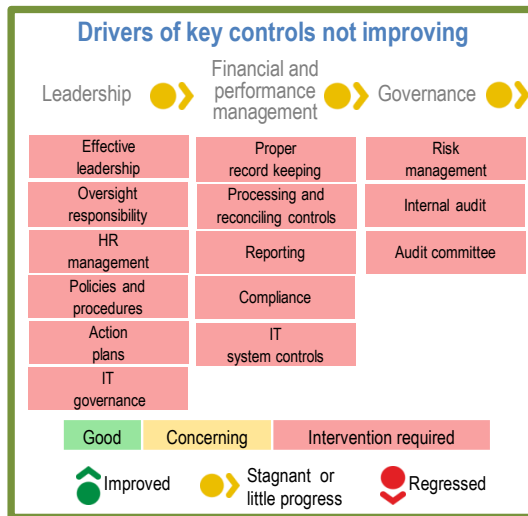 Drivers of key controls not improving
Leadership
Financial and
performance
management
Governance
Effective
leadership
Oversight
responsibility
HR
management
Policies and
procedures
Action
plans
IT
governance
Proper
record keeping
Processing and
reconciling controls
Reporting
Compliance
IT
system controls
Risk
management
Internal audit
Audit committee
Good
Concerning
Intervention required
Improved
Stagnant or
little progress
Regressed